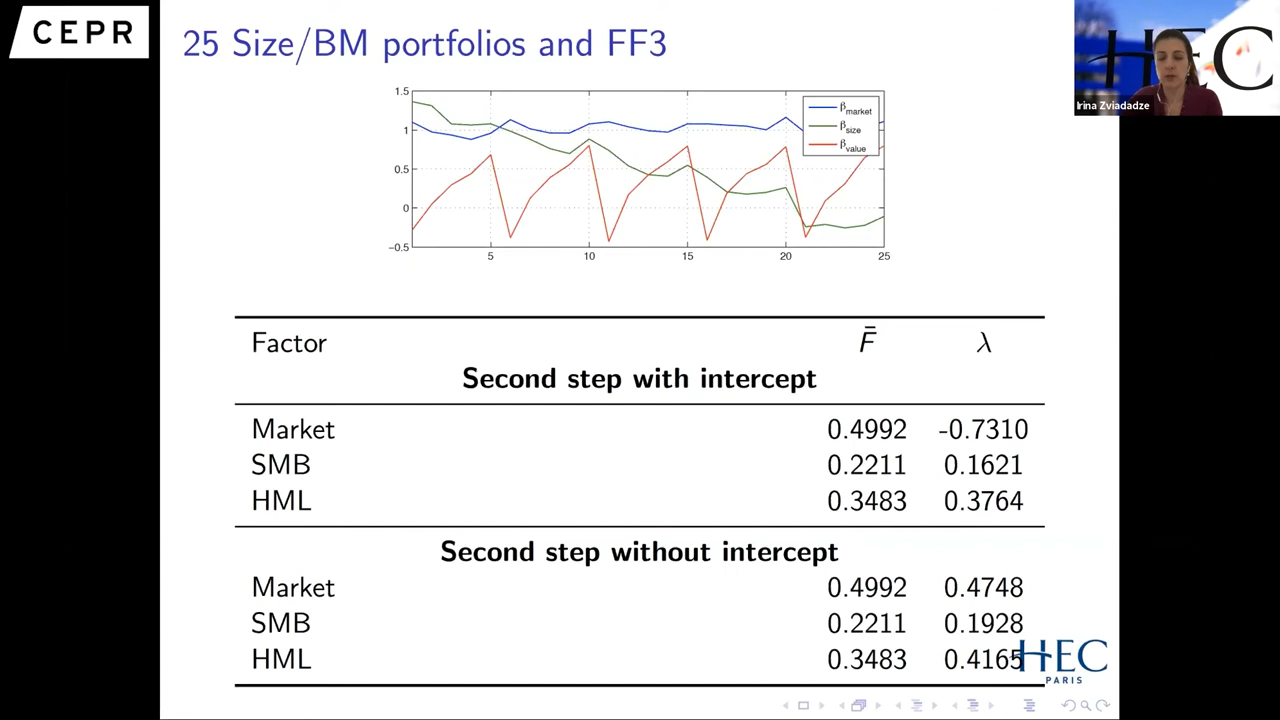 CEPR
25 Size/BM portfolios and FF3
HEC
Irina Zviadadze
1.5
1
0.5
0
−0.5
5
10
15
20
25
βmarket
βsize
βvalue
Factor F̄ λ
Second step with intercept
Market 0.4992 -0.7310
SMB 0.2211 0.1621
HML 0.3483 0.3764
Second step without intercept
Market 0.4992 0.4748
SMB 0.2211 0.1928
HML 0.3483 0.4165
HEC
PARIS